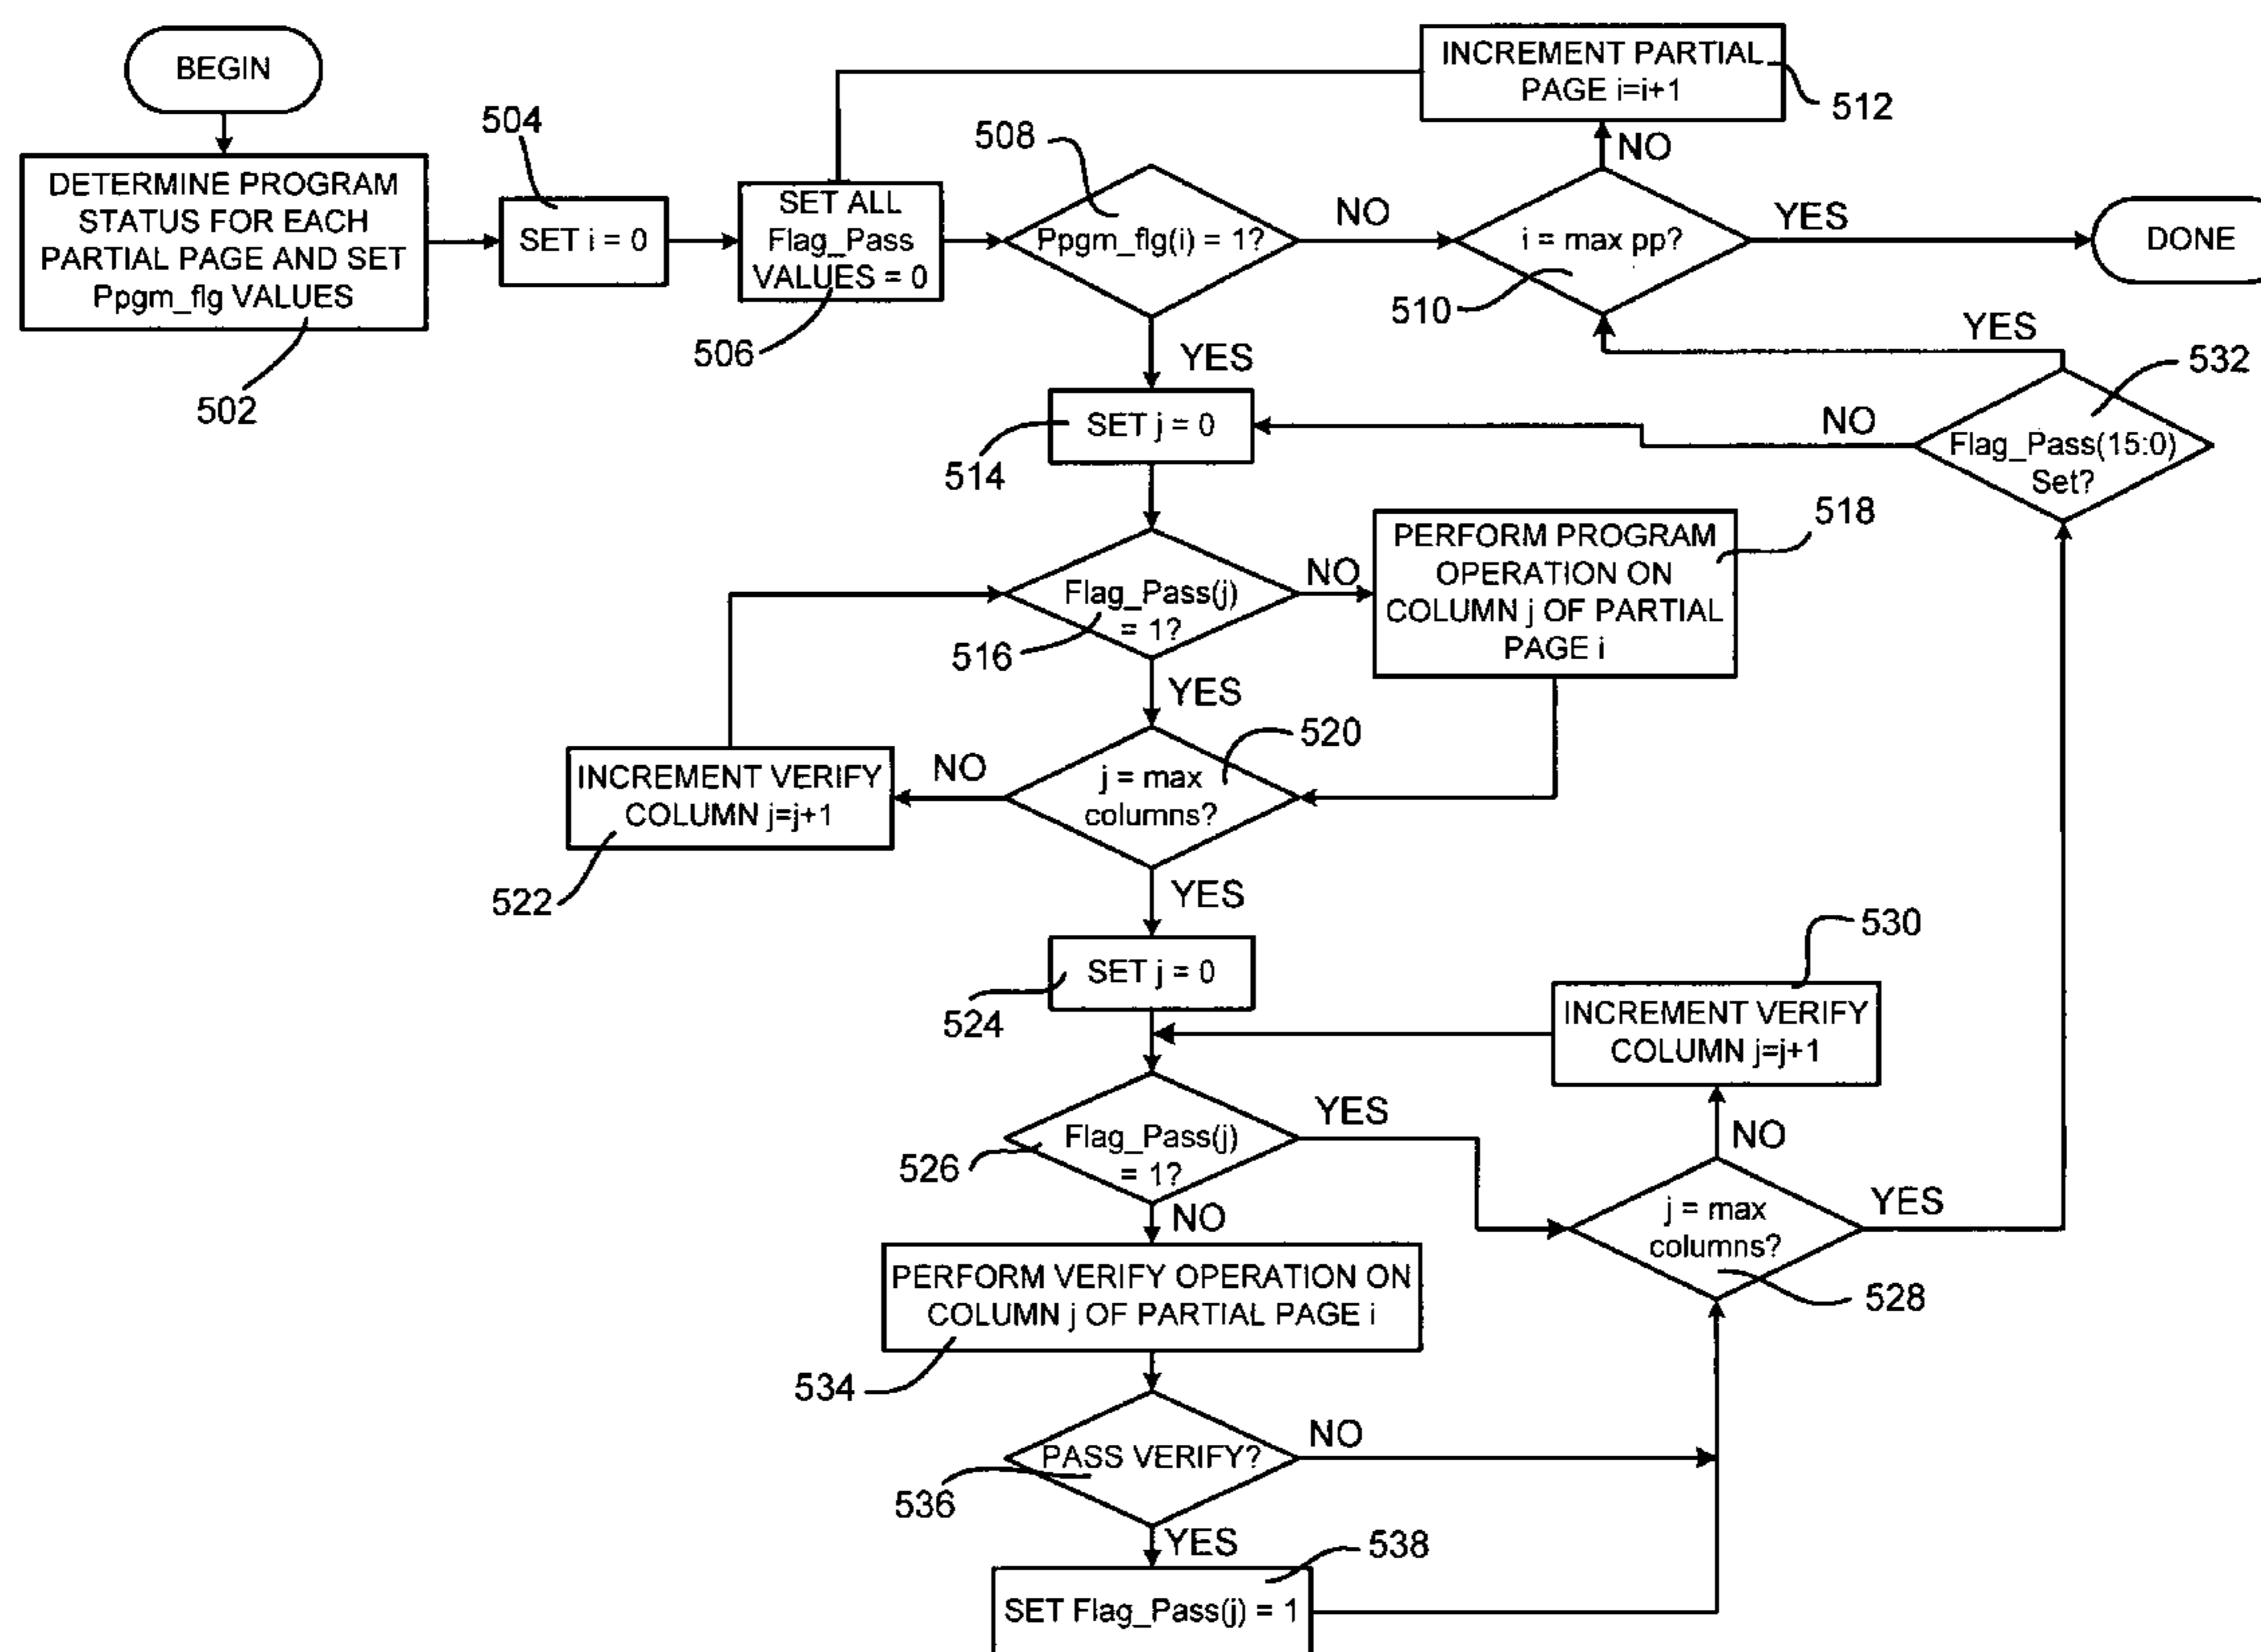 BEGIN
DETERMINE PROGRAM
STATUS FOR EACH
PARTIAL PAGE AND SET
Ppgm_flg VALUES
502
504
SET i = 0
SET ALL
Flag_Pass
VALUES = 0
506
508
Ppgm_flg(i) = 1?
NO
YES
INCREMENT PARTIAL
PAGE i=i+1
512
NO
i = max pp?
510
YES
DONE
YES
532
Flag_Pass(15:0)
Set?
NO
SET j = 0
514
Flag_Pass(j)
= 1?
516
NO
YES
PERFORM PROGRAM
OPERATION ON
COLUMN j OF PARTIAL
PAGE i
518
520
j = max
columns?
NO
YES
INCREMENT VERIFY
COLUMN j=j+1
522
SET j = 0
524
530
INCREMENT VERIFY
COLUMN j=j+1
Flag_Pass(j)
= 1?
526
YES
NO
NO
j = max
columns?
YES
528
PERFORM VERIFY OPERATION ON
COLUMN j OF PARTIAL PAGE i
534
PASS VERIFY?
536
NO
YES
538
SET Flag_Pass(j) = 1